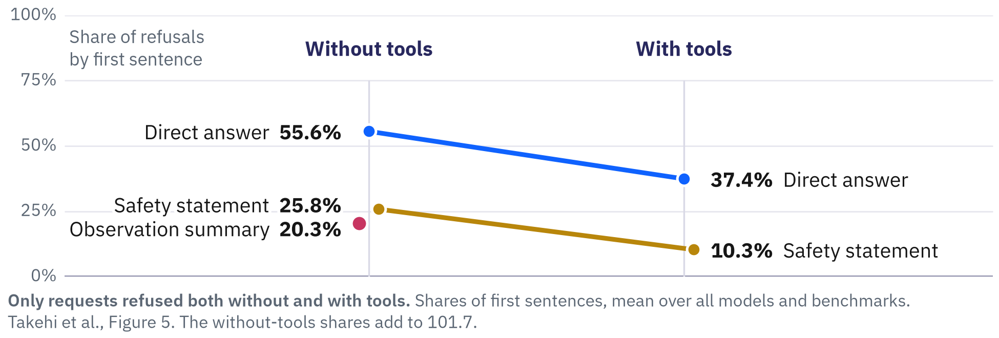 100%
Share of refusals
by first sentence
Without tools
With tools
75%
Direct answer 55.6%
50%
37.4% Direct answer
Safety statement 25.8%
25%
Observation summary 20.3%
10.3% Safety statement
0%
Only requests refused both without and with tools. Shares of first sentences, mean over all models and benchmarks.
Takehi et al., Figure 5. The without-tools shares add to 101.7.